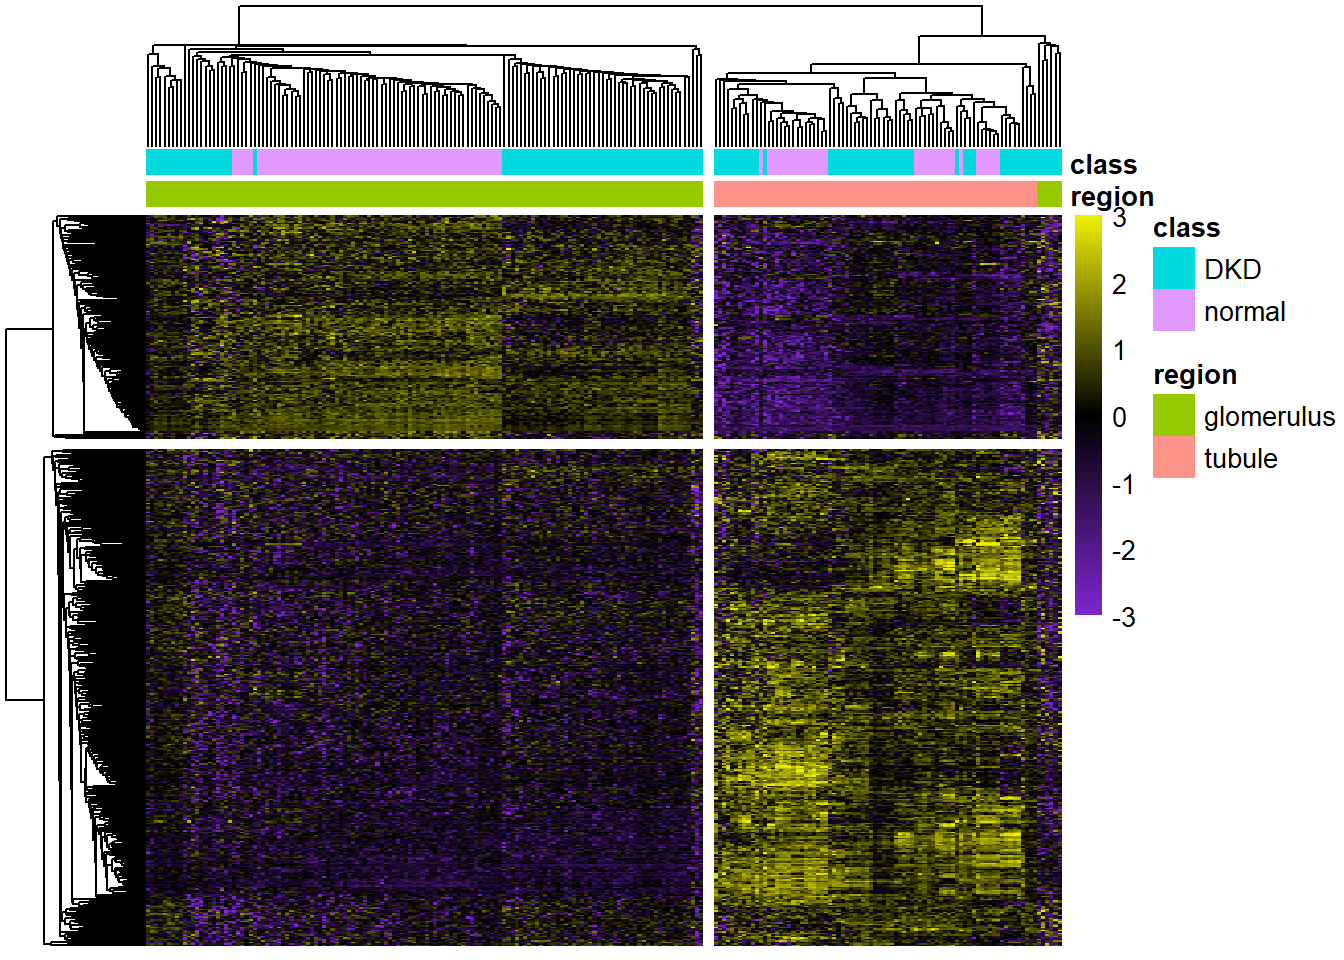 class
region
3
2
1
0
-1
-2
-3
class
DKD
normal
region
glomerulus
tubule